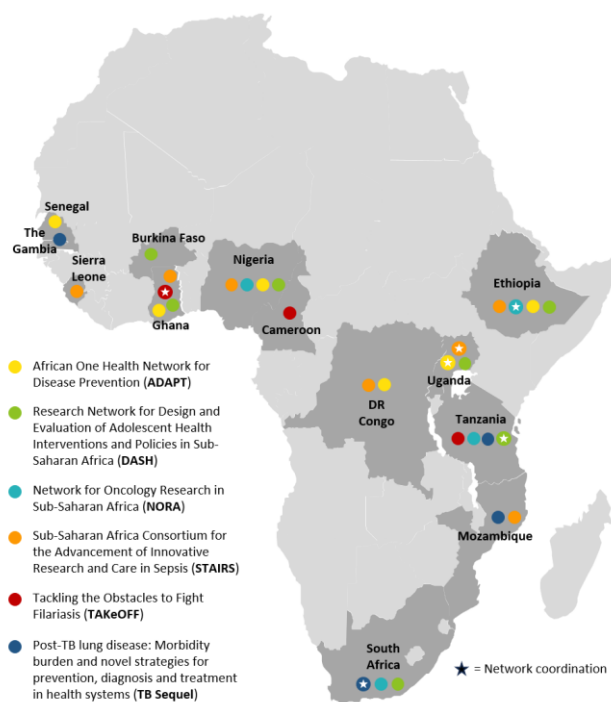 Senegal
The
Gambia
Sierra
Leone
Burkina Faso
Ghana
Nigeria
Cameroon
Ethiopia
Uganda
DR
Congo
Tanzania
Mozambique
South
Africa
African One Health Network for
Disease Prevention (ADAPT)
Research Network for Design and
Evaluation of Adolescent Health
Interventions and Policies in Sub-
Saharan Africa (DASH)
Network for Oncology Research in
Sub-Saharan Africa (NORA)
Sub-Saharan Africa Consortium for
the Advancement of Innovative
Research and Care in Sepsis (STAIRS)
Tackling the Obstacles to Fight
Filariasis (TAKeOFF)
Post-TB lung disease: Morbidity
burden and novel strategies for
prevention, diagnosis and treatment
in health systems (TB Sequel)
= Network coordination